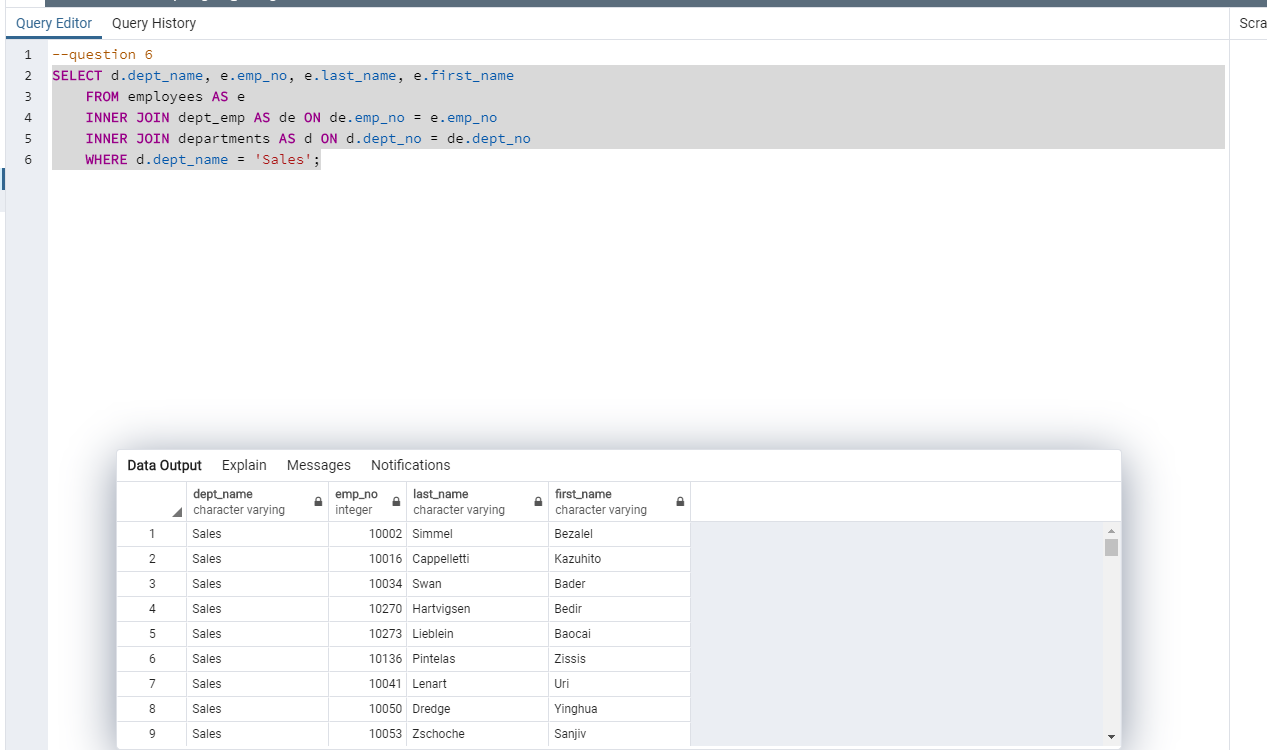 Query Editor Query History Scra
1 --question 6
2 SELECT d.dept_name, e.emp_no, e.last_name, e.first_name
3 FROM employees AS e
4 INNER JOIN dept_emp AS de ON de.emp_no = e.emp_no
5 INNER JOIN departments AS d ON d.dept_no = de.dept_no
6 WHERE d.dept_name = 'Sales';
Data Output Explain Messages Notifications
dept_name emp_no last_name first_name
character varying integer character varying character varying
1 Sales 10002 Simmel Bezalel
2 Sales 10016 Cappelletti Kazuhito
3 Sales 10034 Swan Bader
4 Sales 10270 Hartvigsen Bedir
5 Sales 10273 Lieblein Baocai
6 Sales 10136 Pintelas Zissis
7 Sales 10041 Lenart Uri
8 Sales 10050 Dredge Yinghua
9 Sales 10053 Zschoche Sanjiv